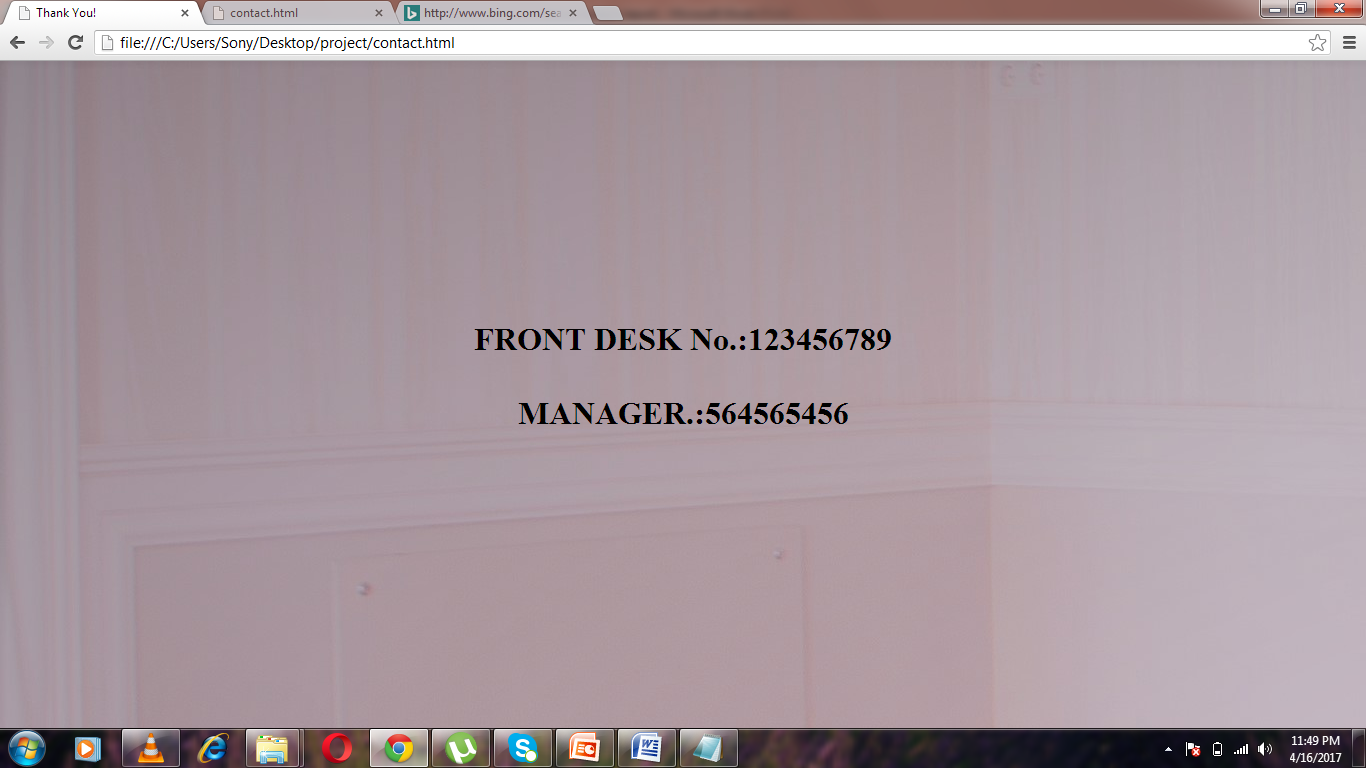 Thank You!
contact.html
http://www.bing.com/sea
file:///C:/Users/Sony/Desktop/project/contact.html
FRONT DESK No.:123456789
MANAGER.:564565456
11:49 PM
4/16/2017